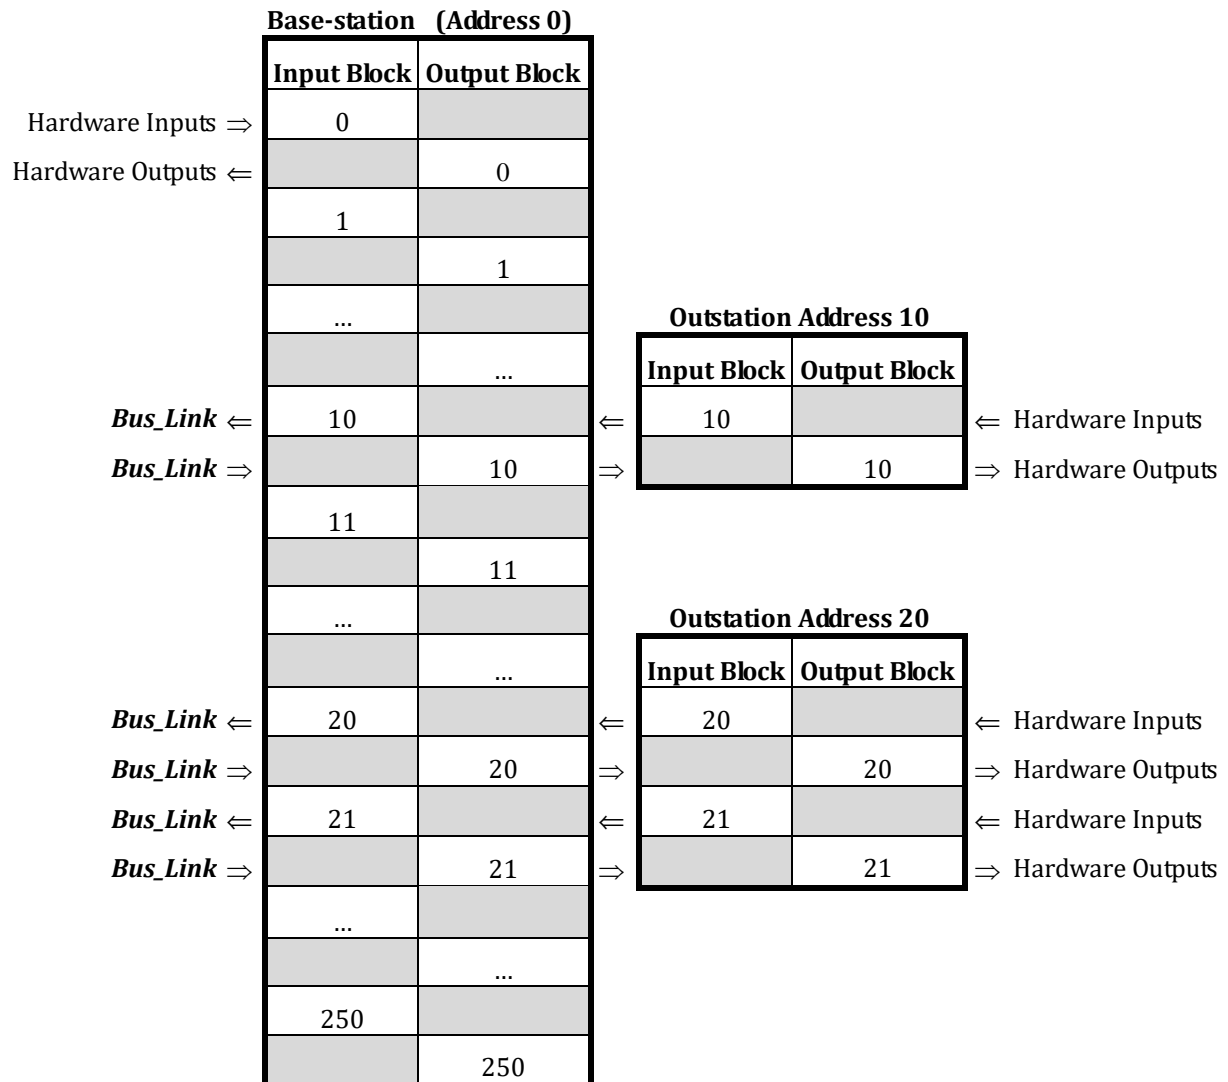 Base-station (Address 0)
Input Block Output Block
Hardware Inputs ⇒ 0
Hardware Outputs ⇐ 0
1
1
... Outstation Address 10
... Input Block Output Block
Bus_Link ⇐ 10 ⇐ 10 ⇐ Hardware Inputs
Bus_Link ⇒ 10 ⇒ 10 ⇒ Hardware Outputs
11
11
... Outstation Address 20
... Input Block Output Block
Bus_Link ⇐ 20 ⇐ 20 ⇐ Hardware Inputs
Bus_Link ⇒ 20 ⇒ 20 ⇒ Hardware Outputs
Bus_Link ⇐ 21 ⇐ 21 ⇐ Hardware Inputs
Bus_Link ⇒ 21 ⇒ 21 ⇒ Hardware Outputs
...
...
250
250